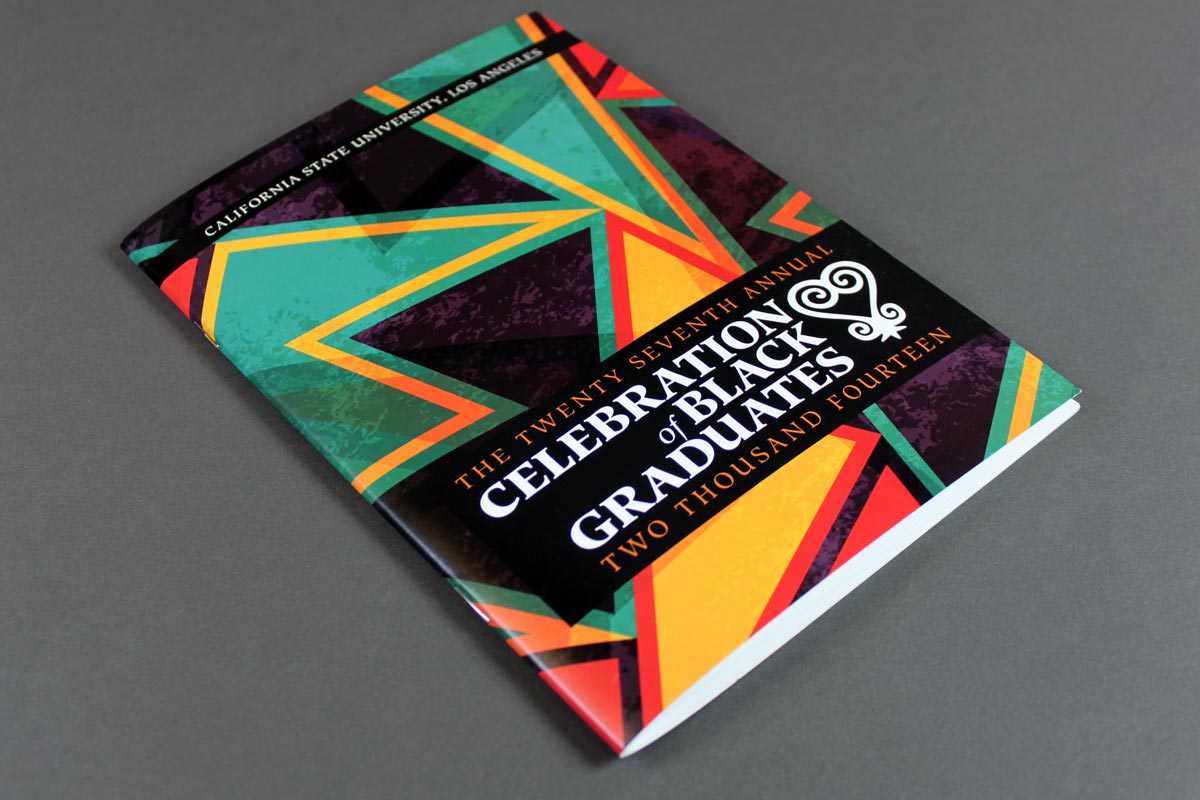 CALIFORNIA STATE UNIVERSITY, LOS ANGELES
THE TWENTY SEVENTH ANNUAL
CELEBRATION
of BLACK
GRADUATES
TWO THOUSAND FOURTEEN